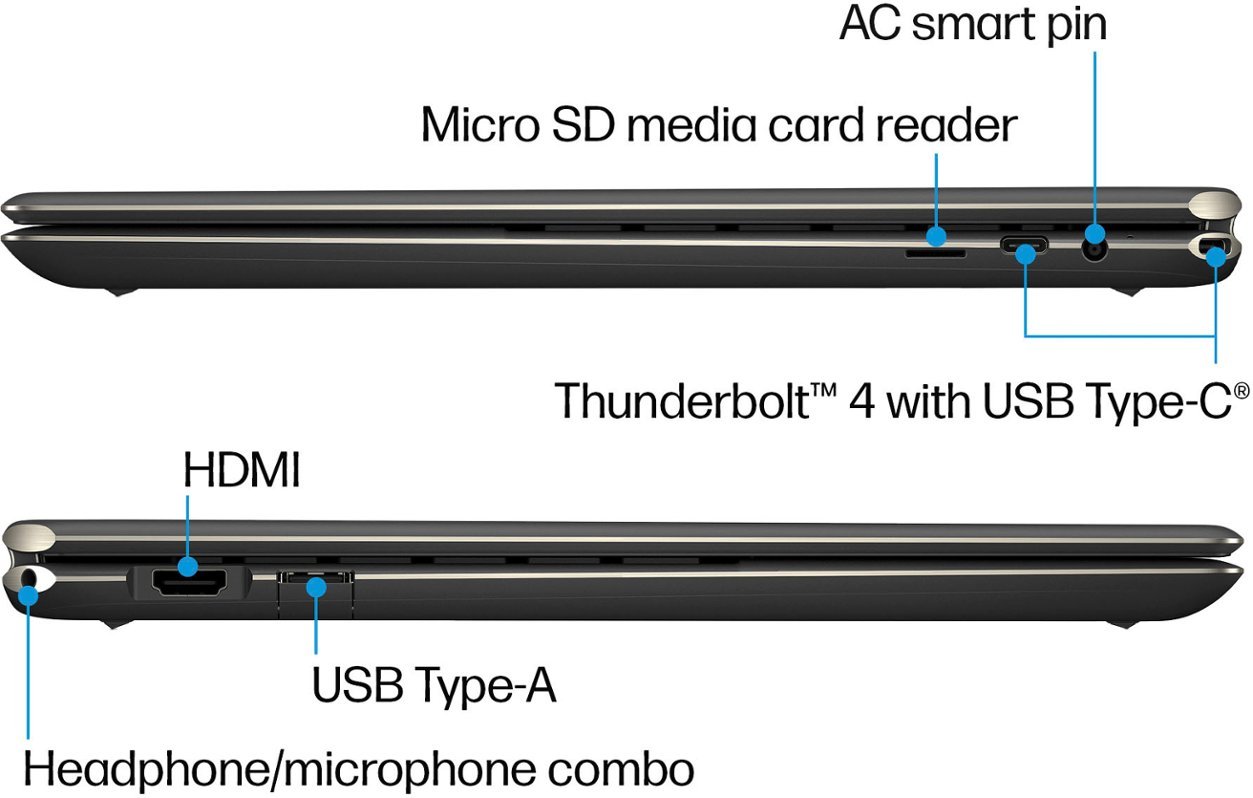 AC smart pin
Micro SD media card reader
Thunderbolt™ 4 with USB Type-C®
HDMI
USB Type-A
Headphone/microphone combo